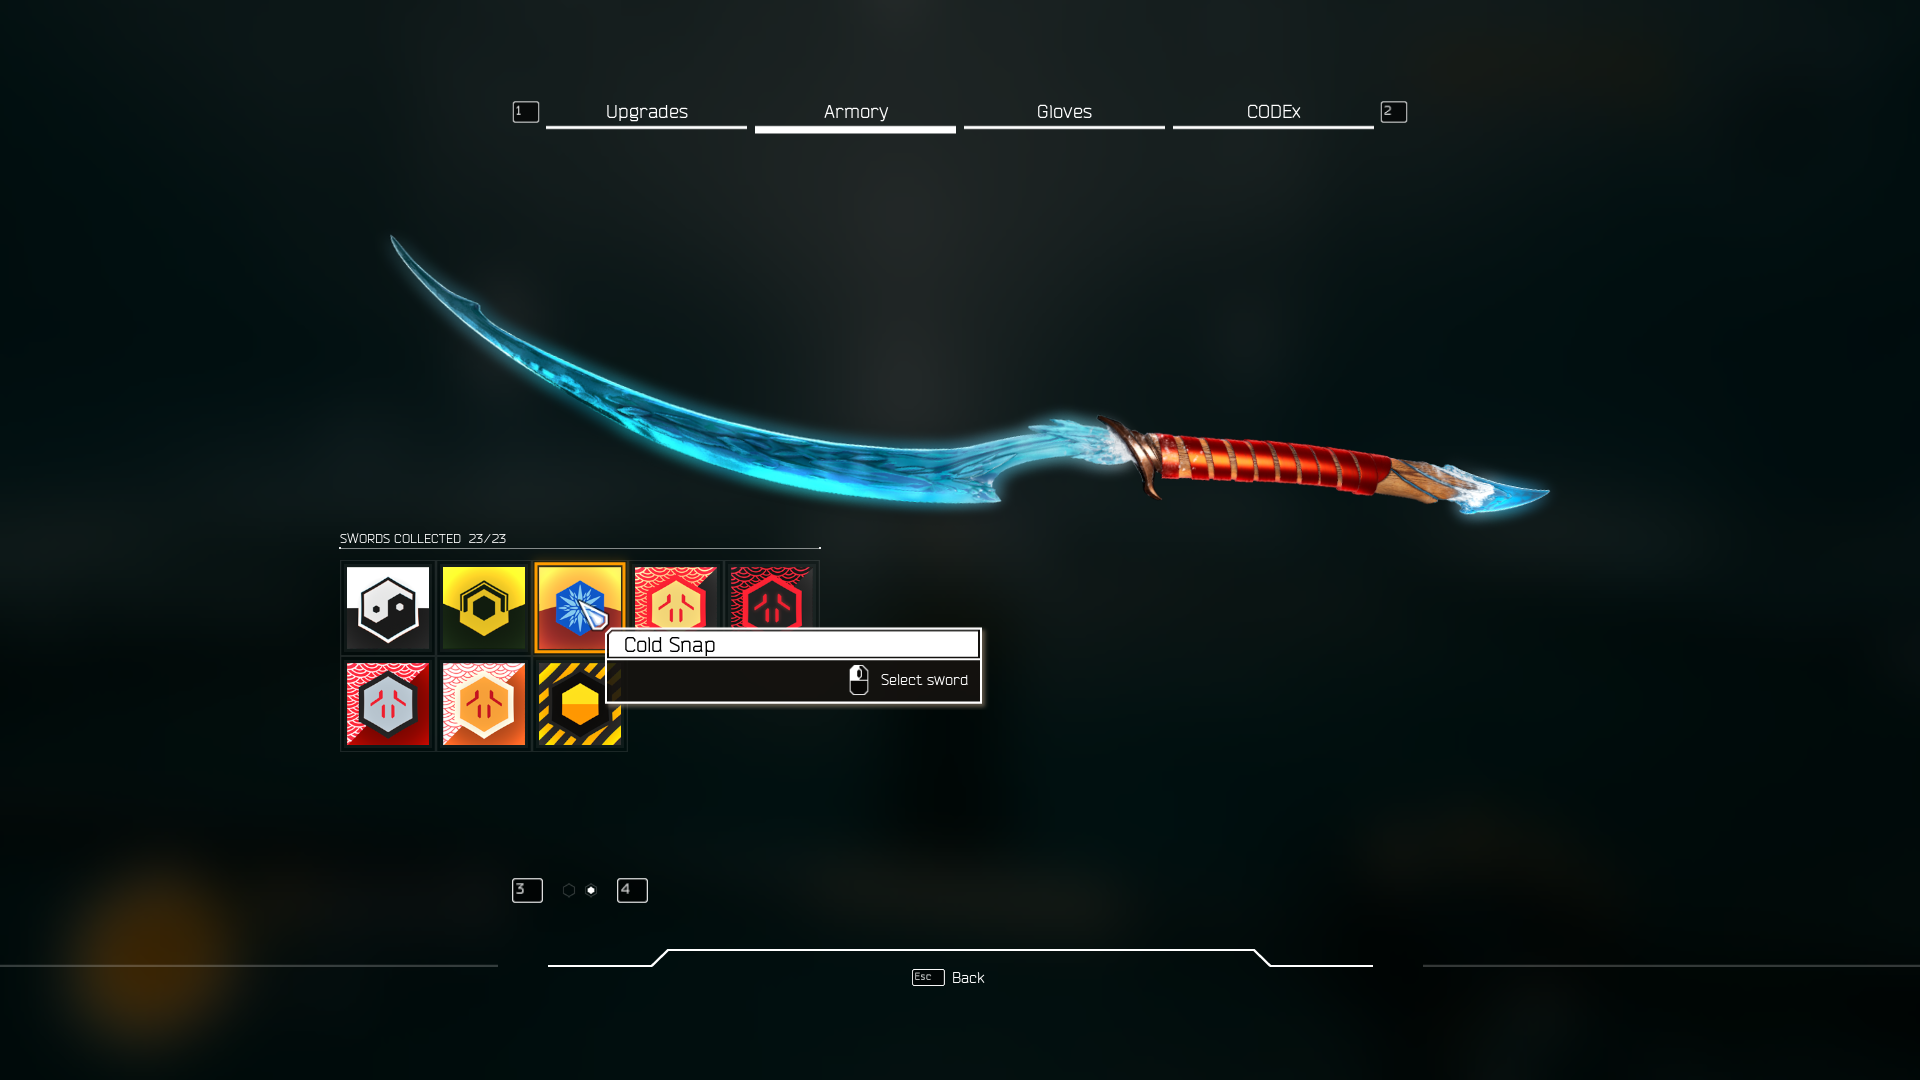 1 Upgrades Armory Gloves CODEx 2
SWORDS COLLECTED 23/23
Cold Snap
Select sword
3 4
Esc Back